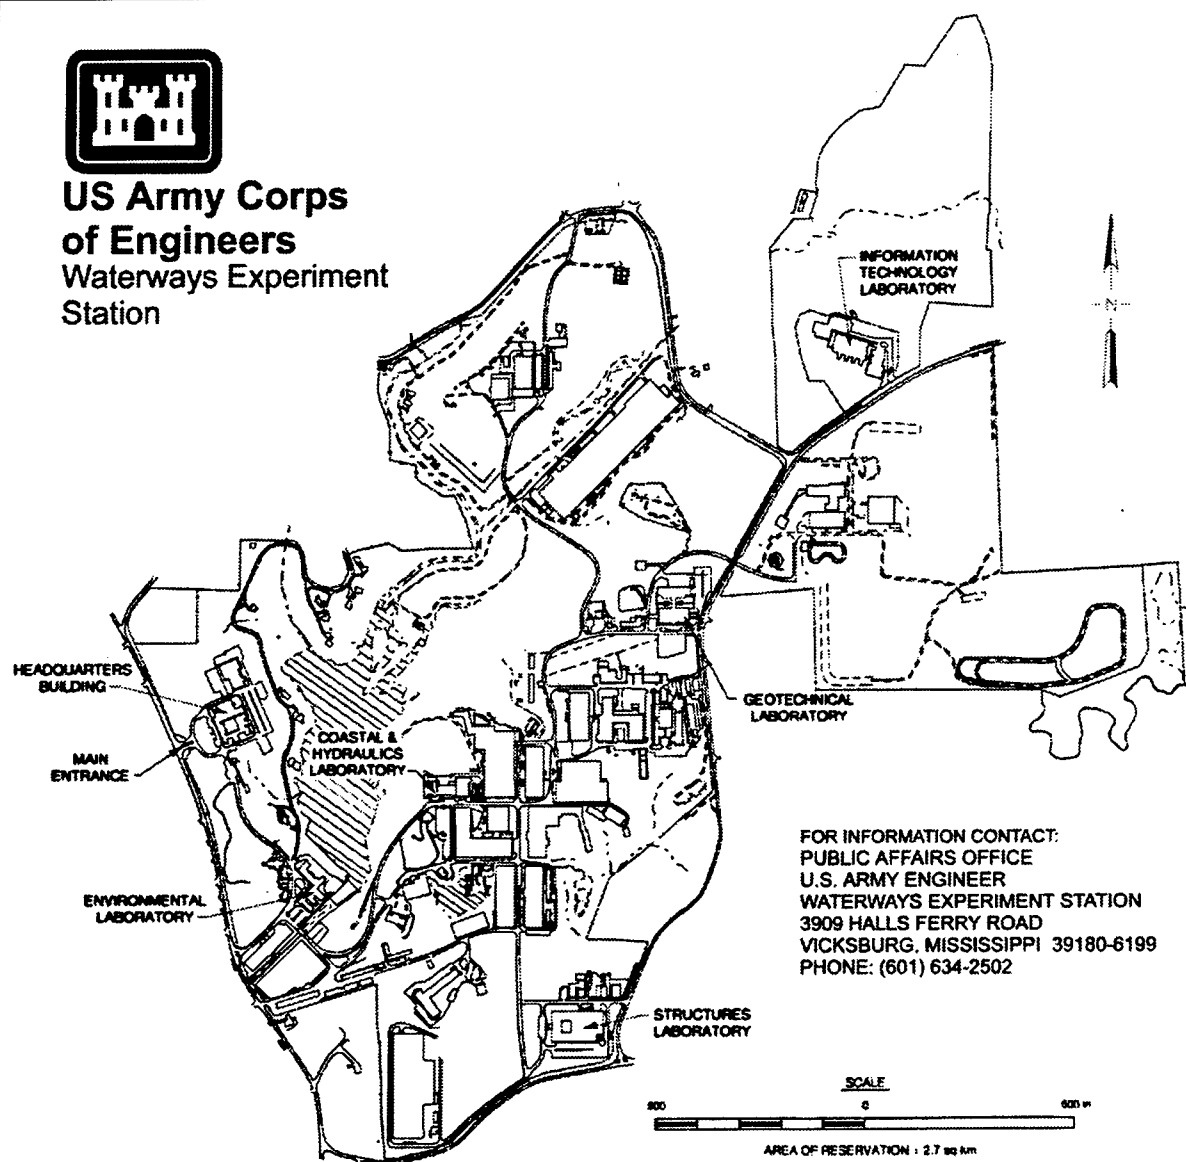 US Army Corps
of Engineers
Waterways Experiment
Station
INFORMATION
TECHNOLOGY
LABORATORY
N
HEADQUARTERS
BUILDING
MAIN
ENTRANCE
COASTAL &
HYDRAULICS
LABORATORY
GEOTECHNICAL
LABORATORY
ENVIRONMENTAL
LABORATORY
STRUCTURES
LABORATORY
FOR INFORMATION CONTACT:
PUBLIC AFFAIRS OFFICE
U.S. ARMY ENGINEER
WATERWAYS EXPERIMENT STATION
3909 HALLS FERRY ROAD
VICKSBURG, MISSISSIPPI 39180-6199
PHONE: (601) 634-2502
SCALE
0
AREA OF RESERVATION : 2.7 sq km